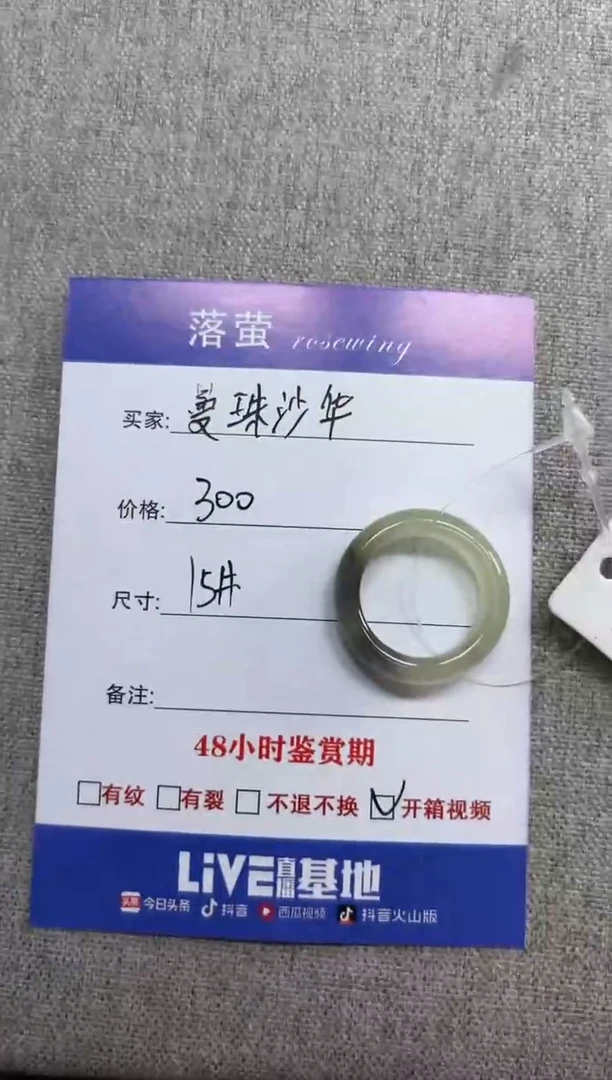 落萤 rosewing
买家: 曼珠沙华
价格: 300
尺寸: 15#
备注:
48小时鉴赏期
有纹 有裂 不退不换 开箱视频
LiVE直播基地
头条 今日头条 抖音 西瓜视频 抖音火山版